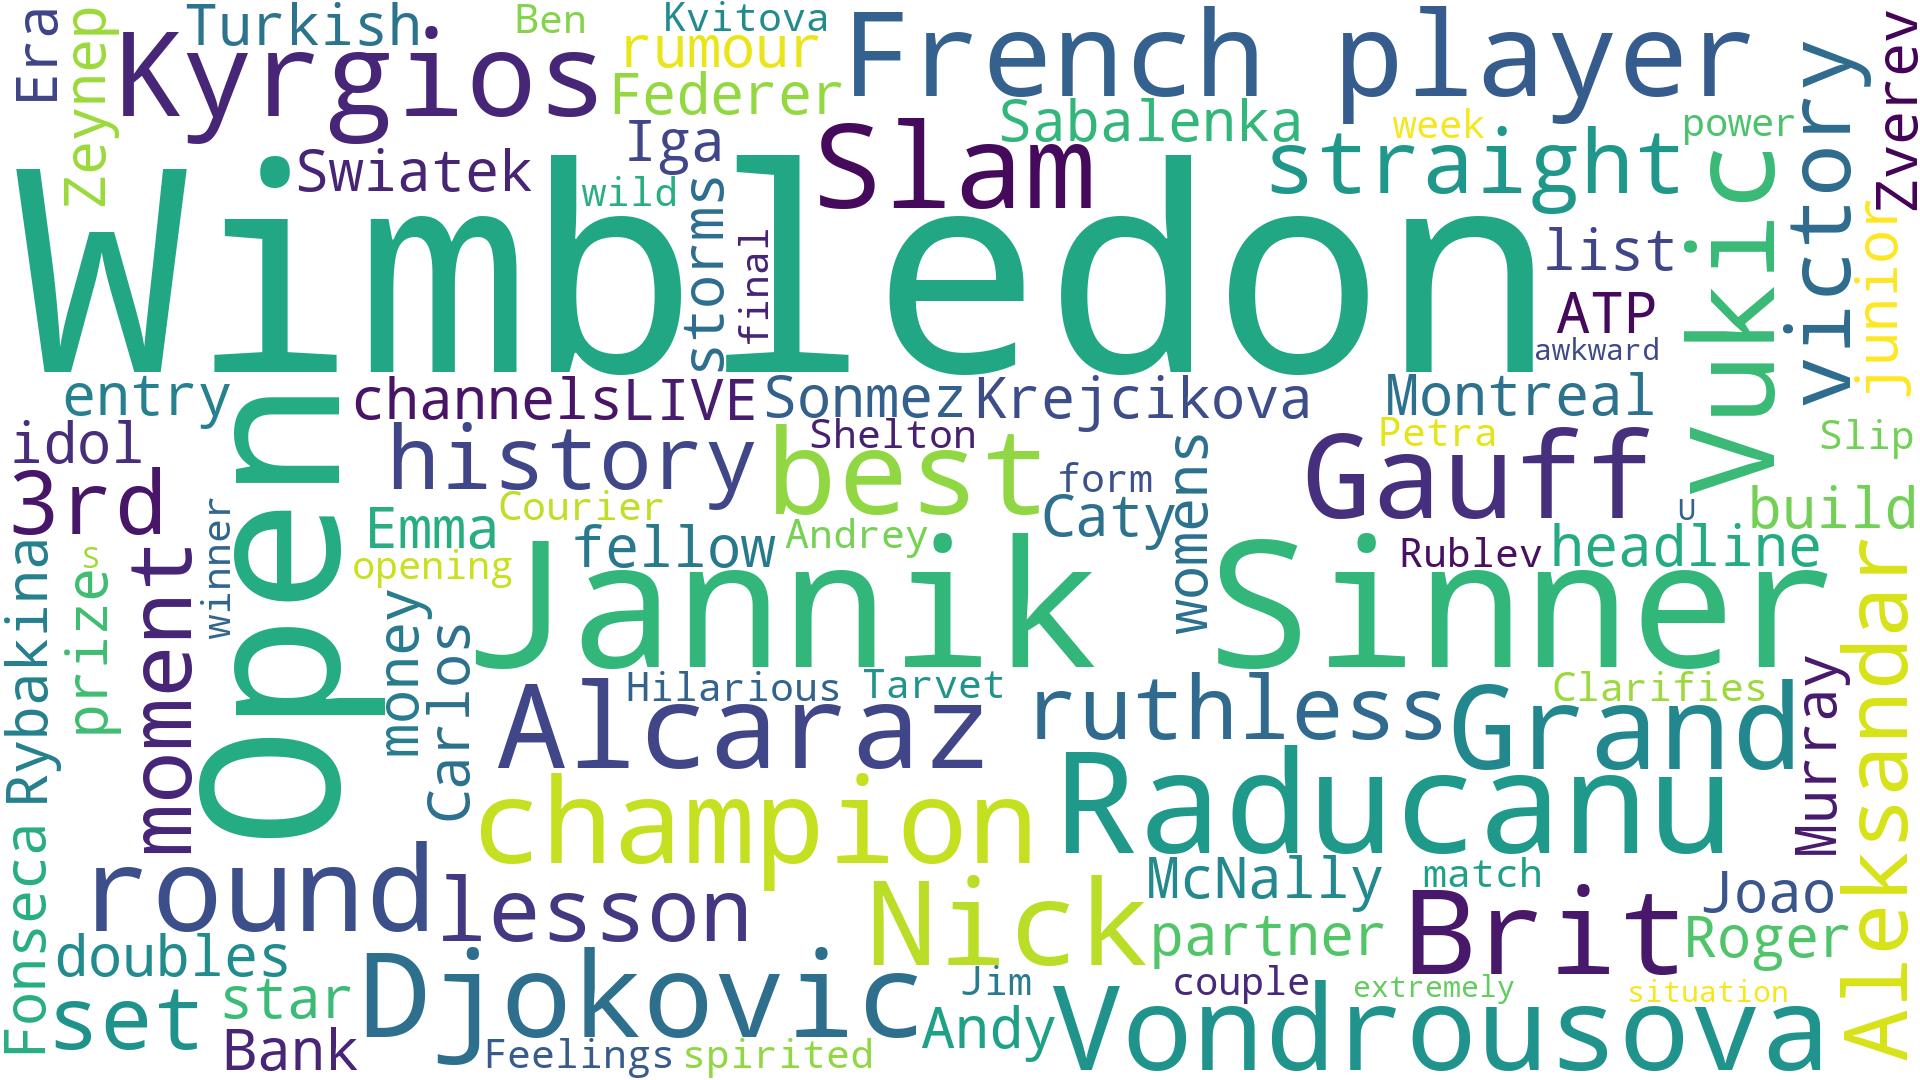 Era
Zeynep
Turkish
Kyrgios
Ben
Kvitova
rumour
Federer
French player
Zverev
victory
Swiatek
Iga
wild
storms
final
Slam
Sabalenka
week
power
straight
Vukic
junior
Wimbledon
list
ATP
awkward
entry
channelsLIVE
Sonmez
Krejcikova
Montreal
idol
Open
history
Shelton
best
form
Caty
womens
Petra
Gauff
Slip
3rd
winner
Emma
Courier
opening
fellow
Andrey
U
build
Rublev
headline
Rybakina
S
prize
moment
money
Carlos
Jannik Sinner
Aleksandar
Hilarious
Tarvet
Alcaraz
ruthless
Clarifies
Grand
Murray
champion
Raducanu
Fonseca
round
lesson
Nick
McNally
match
partner
Brit
Joao
Roger
doubles
set
star
Bank
Djokovic
Feelings
spirited
Jim
Andy
couple
extremely
situation
Vondrousova